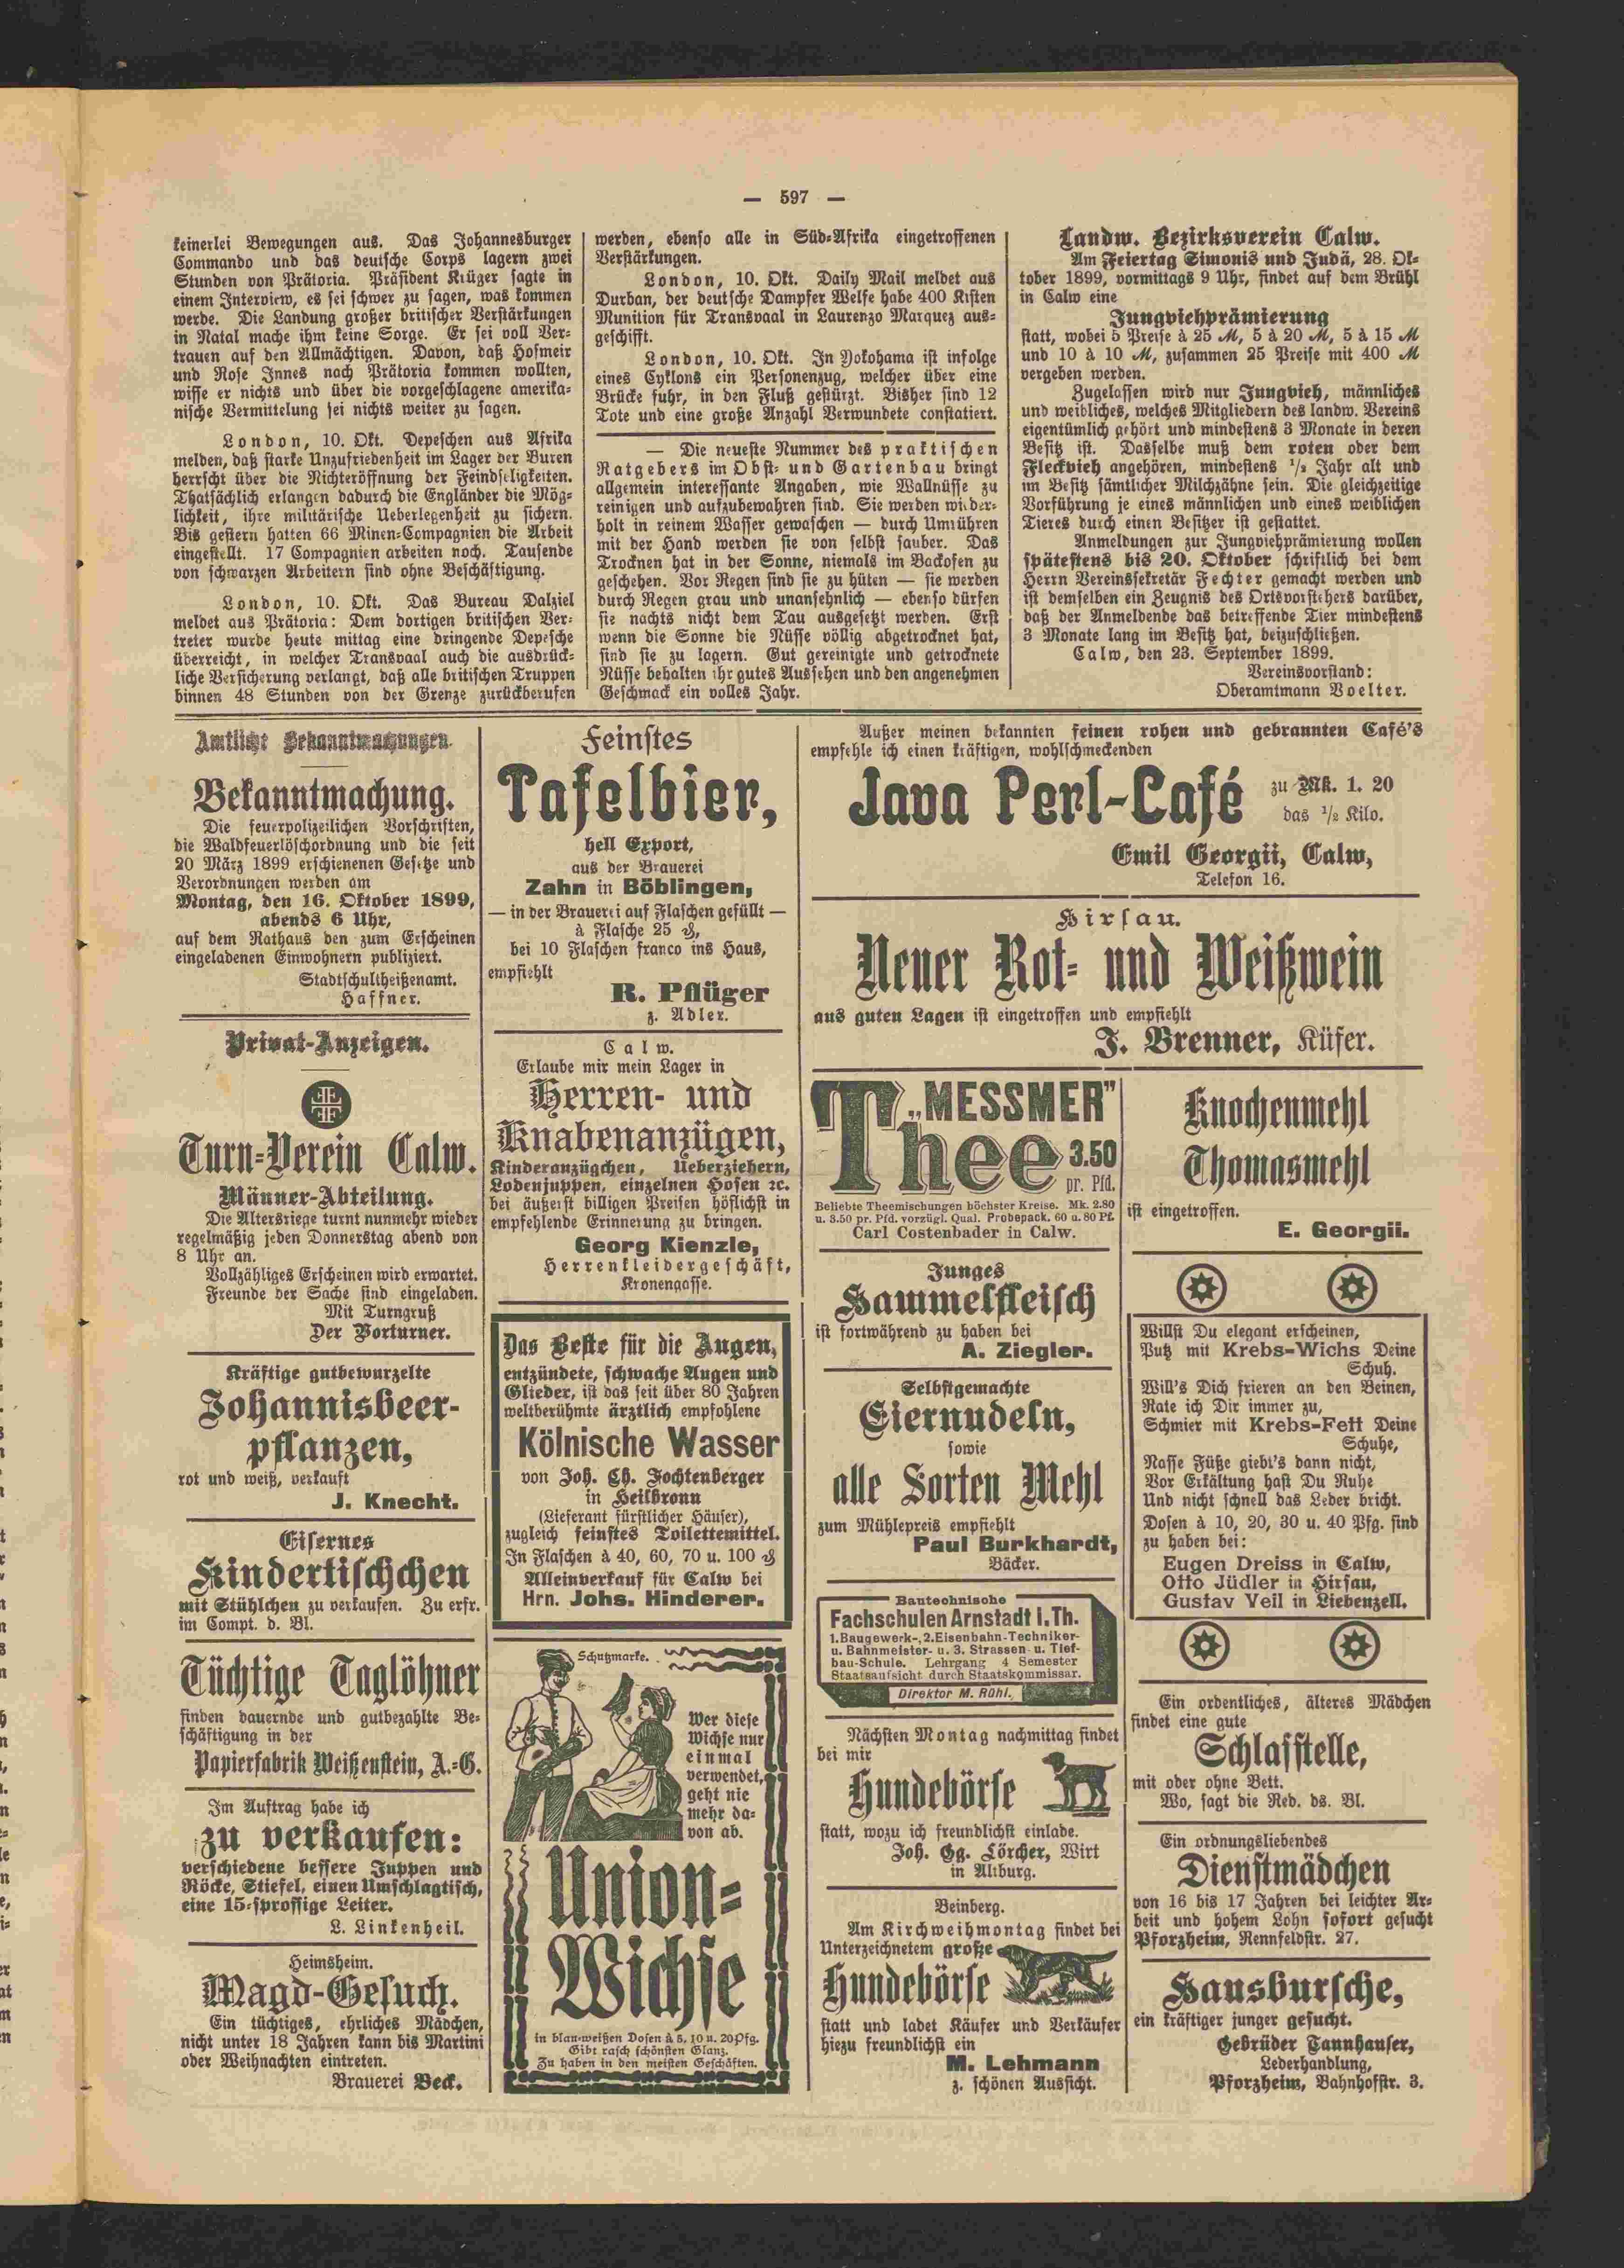 — 597 —
keinerlei Bewegungen aus. Das Johannesburger
Commando und das deutsche Corps lagern zwei
Stunden von Prätoria. Präsident Krüger sagte in
einem Interview, es sei schwer zu sagen, was kommen
werde. Die Landung großer britischer Verstärkungen
in Natal mache ihm keine Sorge. Er sei voll Ver-
trauen auf den Allmächtigen. Davon, daß Hofmeir
und Rose Innes nach Prätoria kommen wollten,
wisse er nichts und über die vorgeschlagene amerika-
nische Vermittelung sei nichts weiter zu sagen.
London, 10. Okt. Depeschen aus Afrika
melden, daß starke Unzufriedenheit im Lager der Buren
herrscht über die Nichteröffnung der Feindseligkeiten.
Thatsächlich erlangen dadurch die Engländer die Mög-
lichkeit, ihre militärische Ueberlegenheit zu sichern.
Bis gestern hatten 66 Minen-Compagnien die Arbeit
eingestellt. 17 Compagnien arbeiten noch. Tausende
von schwarzen Arbeitern sind ohne Beschäftigung.
London, 10. Okt. Das Bureau Dalziel
meldet aus Prätoria: Dem dortigen britischen Ver-
treter wurde heute mittag eine dringende Depesche
überreicht, in welcher Transvaal auch die ausdrück-
liche Versicherung verlangt, daß alle britischen Truppen
binnen 48 Stunden von der Grenze zurückberufen
werden, ebenso alle in Süd-Afrika eingetroffenen
Verstärkungen.
London, 10. Okt. Daily Mail meldet aus
Durban, der deutsche Dampfer Welfe habe 400 Kisten
Munition für Transvaal in Laurenzo Marquez aus-
geschifft.
London, 10. Okt. In Yokohama ist infolge
eines Cyklons ein Personenzug, welcher über eine
Brücke fuhr, in den Fluß gestürzt. Bisher sind 12
Tote und eine große Anzahl Verwundete constatiert.
— Die neueste Nummer des praktischen
Ratgebers im Obst- und Gartenbau bringt
allgemein interessante Angaben, wie Wallnüsse zu
reinigen und aufzubewahren sind. Sie werden wieder-
holt in reinem Wasser gewaschen — durch Umrühren
mit der Hand werden sie von selbst sauber. Das
Trocknen hat in der Sonne, niemals im Backofen zu
geschehen. Vor Regen sind sie zu hüten — sie werden
durch Regen grau und unansehnlich — ebenso dürfen
sie nachts nicht dem Tau ausgesetzt werden. Erst
wenn die Sonne die Nüsse völlig abgetrocknet hat,
sind sie zu lagern. Gut gereinigte und getrocknete
Nüsse behalten ihr gutes Aussehen und den angenehmen
Geschmack ein volles Jahr.
Landw. Bezirksverein Calw.
Am Feiertag Simonis und Judä, 28. Ok-
tober 1899, vormittags 9 Uhr, findet auf dem Brühl
in Calw eine
Jungviehprämierung
statt, wobei 5 Preise à 25 M, 5 à 20 M, 5 à 15 M
und 10 à 10 M, zusammen 25 Preise mit 400 M
vergeben werden.
Zugelassen wird nur Jungvieh, männliches
und weibliches, welches Mitgliedern des landw. Vereins
eigentümlich gehört und mindestens 3 Monate in deren
Besitz ist. Dasselbe muß dem roten oder dem
Fleckvieh angehören, mindestens 1/2 Jahr alt und
im Besitz sämtlicher Milchzähne sein. Die gleichzeitige
Vorführung je eines männlichen und eines weiblichen
Tieres durch einen Besitzer ist gestattet.
Anmeldungen zur Jungviehprämierung wollen
spätestens bis 20. Oktober schriftlich bei dem
Herrn Vereinssekretär Fechter gemacht werden und
ist demselben ein Zeugnis des Ortsvorstehers darüber,
daß der Anmeldende das betreffende Tier mindestens
3 Monate lang im Besitz hat, beizuschließen.
Calw, den 23. September 1899.
Vereinsvorstand:
Oberamtmann Voelter.
Amtliche Bekanntmachungen.
Bekanntmachung.
Die feuerpolizeilichen Vorschriften,
die Waldfeuerlöschordnung und die seit
20 März 1899 erschienenen Gesetze und
Verordnungen werden am
Montag, den 16. Oktober 1899,
abends 6 Uhr,
auf dem Rathaus den zum Erscheinen
eingeladenen Einwohnern publiziert.
Stadtschultheißenamt.
Haffner.
Privat-Anzeigen.
Turn-Verein Calw.
Männer-Abteilung.
Die Altersriege turnt nunmehr wieder
regelmäßig jeden Donnerstag abend von
8 Uhr an.
Vollzähliges Erscheinen wird erwartet.
Freunde der Sache sind eingeladen.
Mit Turngruß
Der Vorturner.
Kräftige gutbewurzelte
Johannisbeer-
pflanzen,
rot und weiß, verkauft
J. Knecht.
Eisernes
Kindertischchen
mit Stühlchen zu verkaufen. Zu erfr.
im Compt. d. Bl.
Tüchtige Taglöhner
finden dauernde und gutbezahlte Be-
schäftigung in der
Papierfabrik Weißenstein, A.-G.
Im Auftrag habe ich
zu verkaufen:
verschiedene bessere Juppen und
Röcke, Stiefel, einen Umschlagtisch,
eine 15-sprossige Leiter.
L. Linkenheil.
Heimsheim.
Magd-Gesuch.
Ein tüchtiges, ehrliches Mädchen,
nicht unter 18 Jahren kann bis Martini
oder Weihnachten eintreten.
Brauerei Beck.
Feinstes
Tafelbier,
hell Export,
aus der Brauerei
Zahn in Böblingen,
— in der Brauerei auf Flaschen gefüllt —
à Flasche 25 ₰,
bei 10 Flaschen franco ins Haus,
empfiehlt
R. Pflüger
z. Adler.
Calw.
Erlaube mir mein Lager in
Herren- und
Knabenanzügen,
Kinderanzügchen, Ueberziehern,
Lodenjuppen, einzelnen Hosen ꝛc.
bei äußerst billigen Preisen höflichst in
empfehlende Erinnerung zu bringen.
Georg Kienzle,
Herrenkleidergeschäft,
Kronengasse.
Das Beste für die Augen,
entzündete, schwache Augen und
Glieder, ist das seit über 80 Jahren
weltberühmte ärztlich empfohlene
Kölnische Wasser
von Joh. Ch. Fochtenberger
in Heilbronn
(Lieferant fürstlicher Häuser),
zugleich feinstes Toilettemittel.
In Flaschen à 40, 60, 70 u. 100 ₰
Alleinverkauf für Calw bei
Hrn. Johs. Hinderer.
Schutzmarke.
Wer diese
Wichse nur
einmal
verwendet,
geht nie
mehr da-
von ab.
Union-
Wichse
in blau-weißen Dosen à 5, 10 u. 20 Pfg.
Gibt rasch schönsten Glanz.
Zu haben in den meisten Geschäften.
Außer meinen bekannten feinen rohen und gebrannten Café's
empfehle ich einen kräftigen, wohlschmeckenden
Java Perl-Café zu Mk. 1. 20
das 1/2 Kilo.
Emil Georgii, Calw,
Telefon 16.
Hirsau.
Neuer Rot- und Weißwein
aus guten Lagen ist eingetroffen und empfiehlt
J. Brenner, Küfer.
„MESSMER"
Thee 3.50
pr. Pfd.
Beliebte Theemischungen höchster Kreise. Mk. 2.80
u. 3.50 pr. Pfd. vorzügl. Qual. Probepack. 60 u. 80 Pf.
Carl Costenbader in Calw.
Junges
Hammelfleisch
ist fortwährend zu haben bei
A. Ziegler.
Selbstgemachte
Eiernudeln,
sowie
alle Sorten Mehl
zum Mühlepreis empfiehlt
Paul Burkhardt,
Bäcker.
Bautechnische
Fachschulen Arnstadt i. Th.
1. Baugewerk-, 2. Eisenbahn-Techniker-
u. Bahnmeister- u. 3. Strassen- u. Tief-
bau-Schule. Lehrgang 4 Semester
Staatsaufsicht durch Staatskommissar.
Direktor M. Rühl.
Nächsten Montag nachmittag findet
bei mir
Hundebörse
statt, wozu ich freundlichst einlade.
Joh. Gg. Lörcher, Wirt
in Altburg.
Beinberg.
Am Kirchweihmontag findet bei
Unterzeichnetem große
Hundebörse
statt und ladet Käufer und Verkäufer
hiezu freundlichst ein
M. Lehmann
z. schönen Aussicht.
Knochenmehl
Thomasmehl
ist eingetroffen.
E. Georgii.
Willst Du elegant erscheinen,
Putz mit Krebs-Wichs Deine
Schuh.
Will's Dich frieren an den Beinen,
Rate ich Dir immer zu,
Schmier mit Krebs-Fett Deine
Schuhe,
Nasse Füße giebt's dann nicht,
Vor Erkältung hast Du Ruhe
Und nicht schnell das Leder bricht.
Dosen à 10, 20, 30 u. 40 Pfg. sind
zu haben bei:
Eugen Dreiss in Calw,
Otto Jüdler in Hirsau,
Gustav Veil in Liebenzell.
Ein ordentliches, älteres Mädchen
findet eine gute
Schlafstelle,
mit oder ohne Bett.
Wo, sagt die Red. ds. Bl.
Ein ordnungsliebendes
Dienstmädchen
von 16 bis 17 Jahren bei leichter Ar-
beit und hohem Lohn sofort gesucht
Pforzheim, Rennfeldstr. 27.
Hausbursche,
ein kräftiger junger gesucht.
Gebrüder Tannhauser,
Lederhandlung,
Pforzheim, Bahnhofstr. 3.